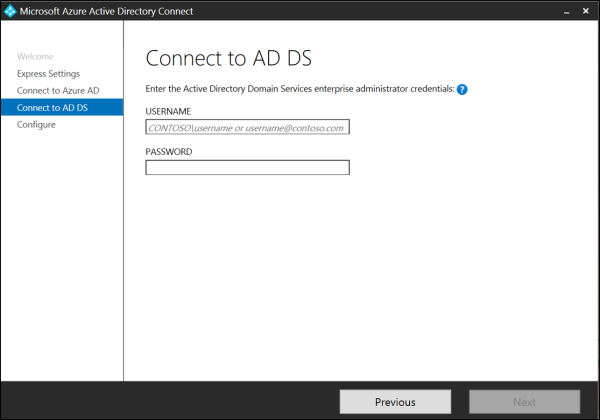 Microsoft Azure Active Directory Connect
Welcome
Express Settings
Connect to Azure AD
Connect to AD DS
Configure
Connect to AD DS
Enter the Active Directory Domain Services enterprise administrator credentials: ?
USERNAME
CONTOSO\username or username@contoso.com
PASSWORD
Previous
Next